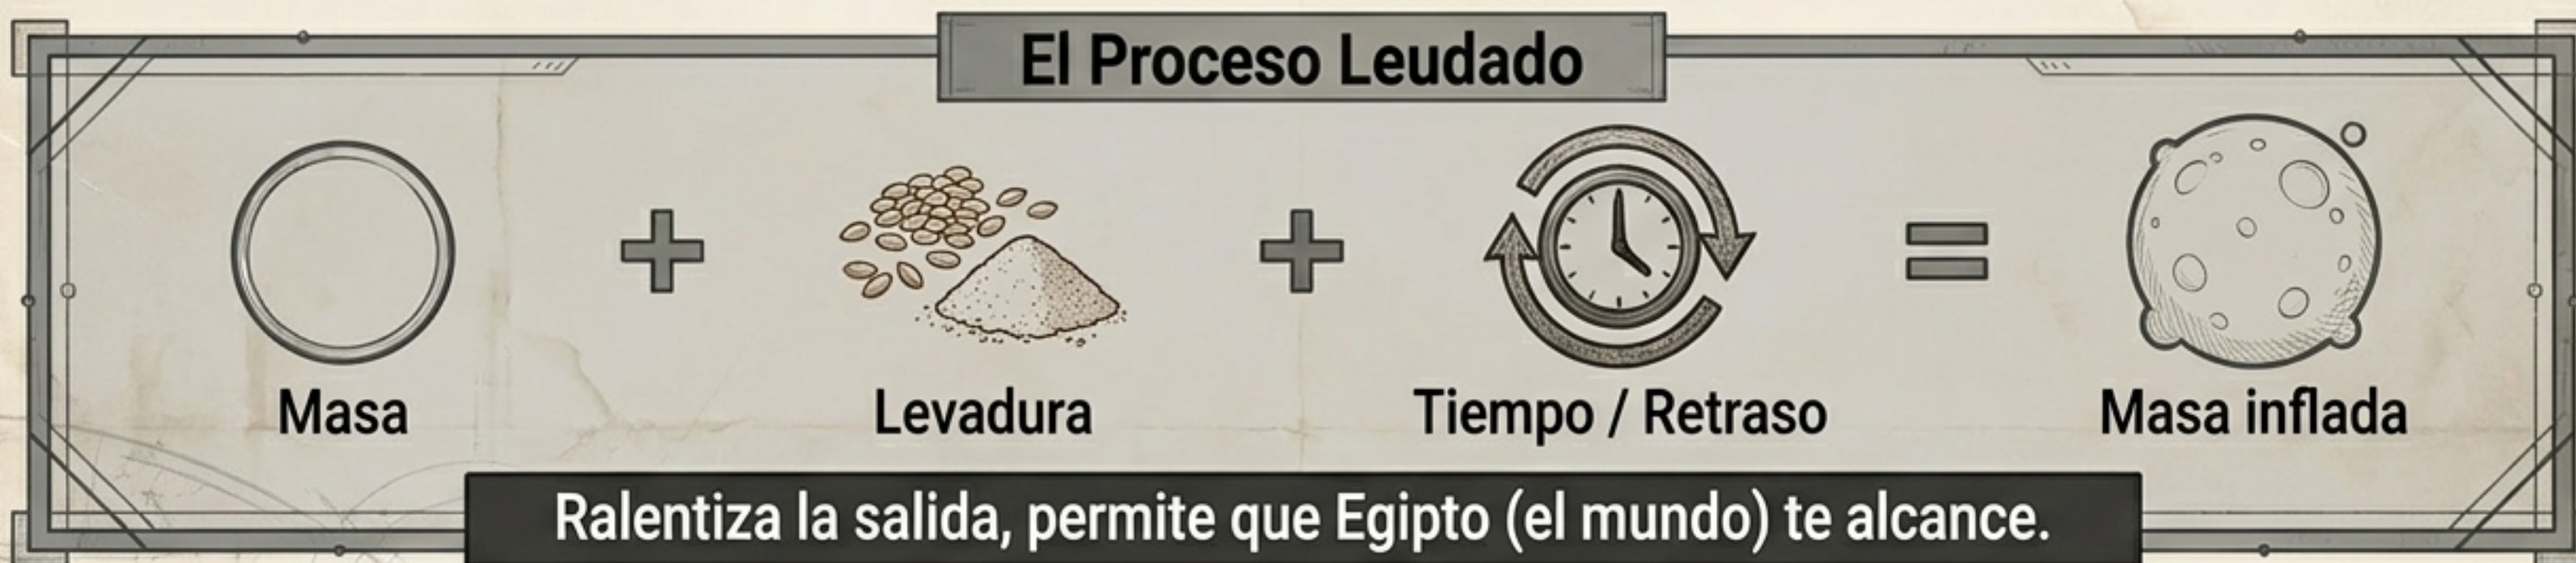 El Proceso Leudado
Masa
Levadura
Tiempo / Retraso
Masa inflada
Ralentiza la salida, permite que Egipto (el mundo) te alcance.